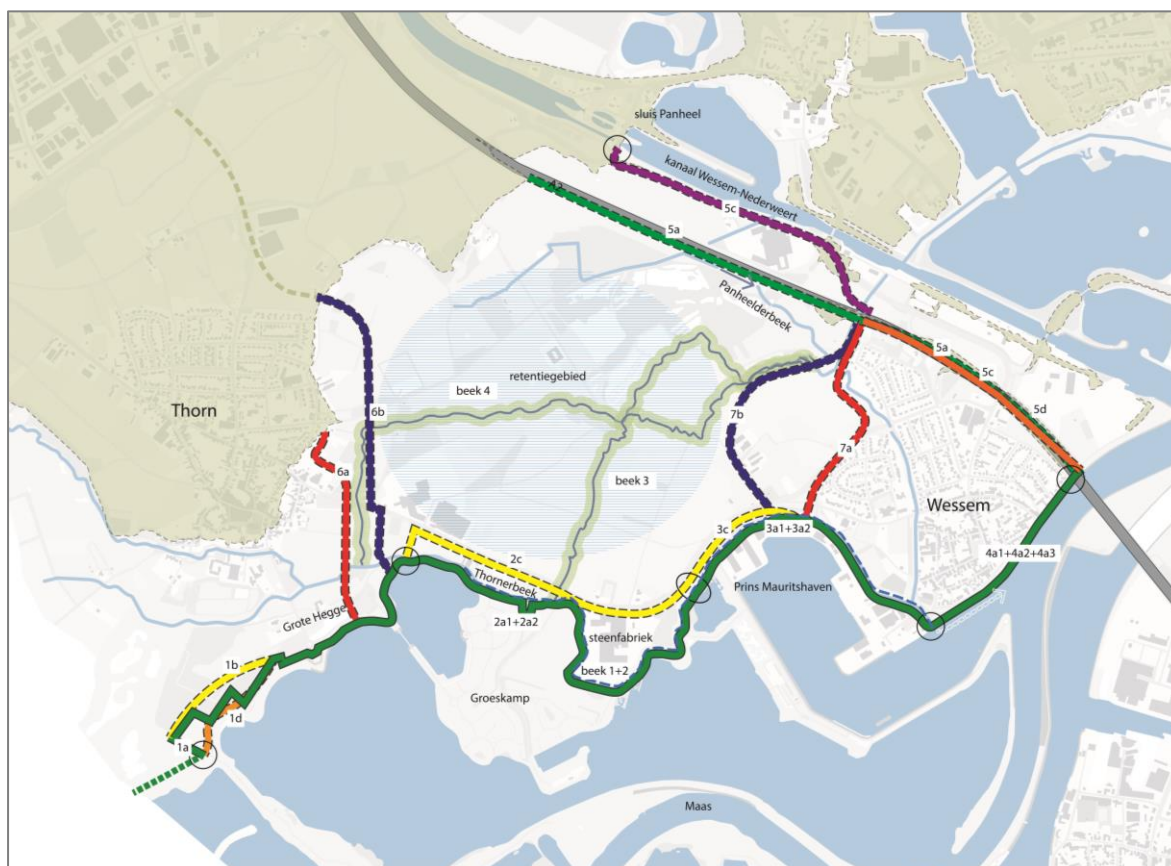 sluis Panheel
kanaal Wessem-Nederweert
A2
5c
5a
Panheelderbeek
5a
5c
5d
retentiegebied
beek 4
Thorn
6b
7b
7a
6a
beek 3
Wessem
3c
3a1+3a2
4a1+4a2+4a3
2c
Thornerbeek
Prins Mauritshaven
Grote Hegge
2a1+2a2
steenfabriek
beek 1+2
1b
Groeskamp
1d
1a
Maas